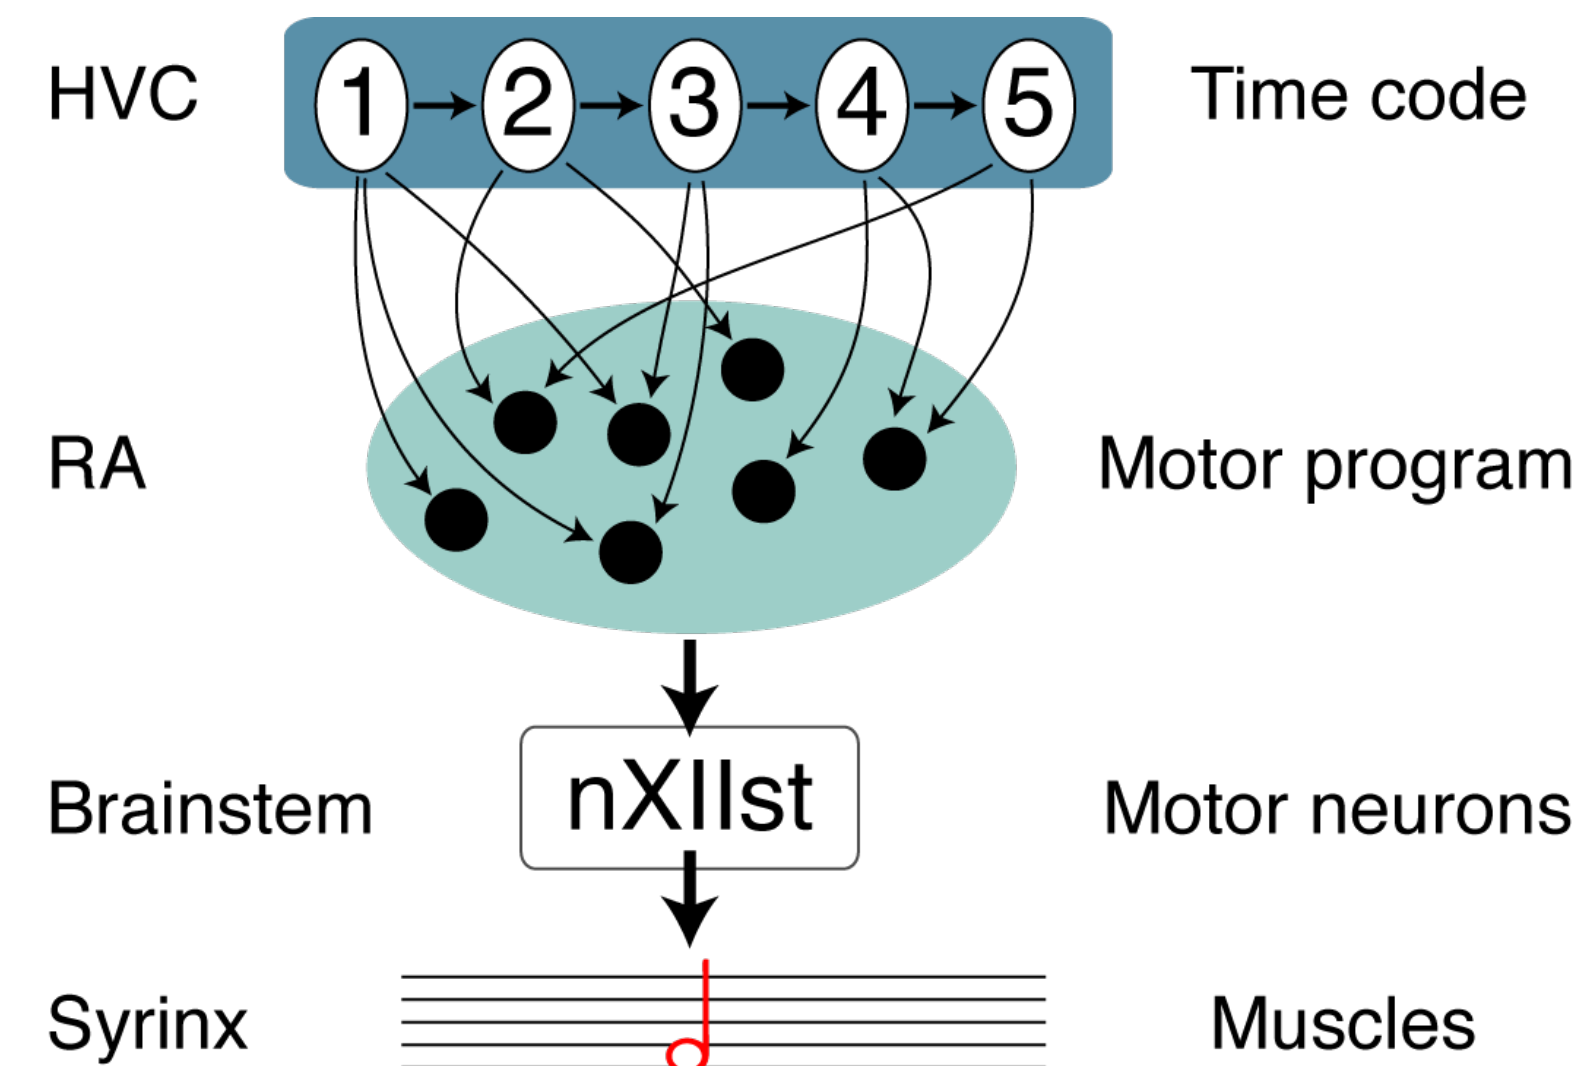 HVC 1 2 3 4 5 Time code
RA Motor program
Brainstem nXIIst Motor neurons
Syrinx Muscles